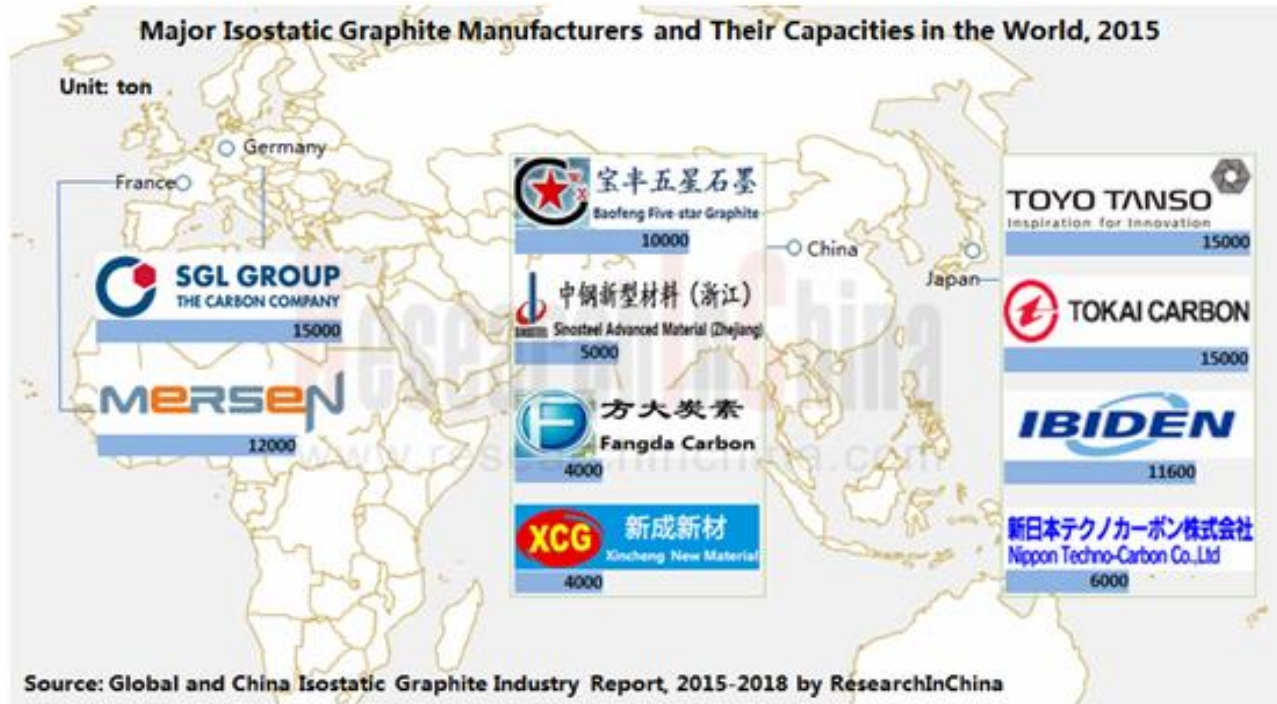 Major Isostatic Graphite Manufacturers and Their Capacities in the World, 2015
Unit: ton
Germany
France
SGL GROUP
THE CARBON COMPANY
15000
MERSEN
12000
宝丰五星石墨
Baofeng Five-star Graphite
10000
中钢新型材料（浙江）
Sinosteel Advanced Material (Zhejiang)
5000
方大炭素
Fangda Carbon
4000
XCG
新成新材
Xincheng New Material
4000
China
Japan
TOYO TANSO
Inspiration for Innovation
15000
TOKAI CARBON
15000
IBIDEN
11600
新日本テクノカーボン株式会社
Nippon Techno-Carbon Co.,Ltd
6000
ResearchInChina
www.researchinchina.com
Source: Global and China Isostatic Graphite Industry Report, 2015-2018 by ResearchInChina